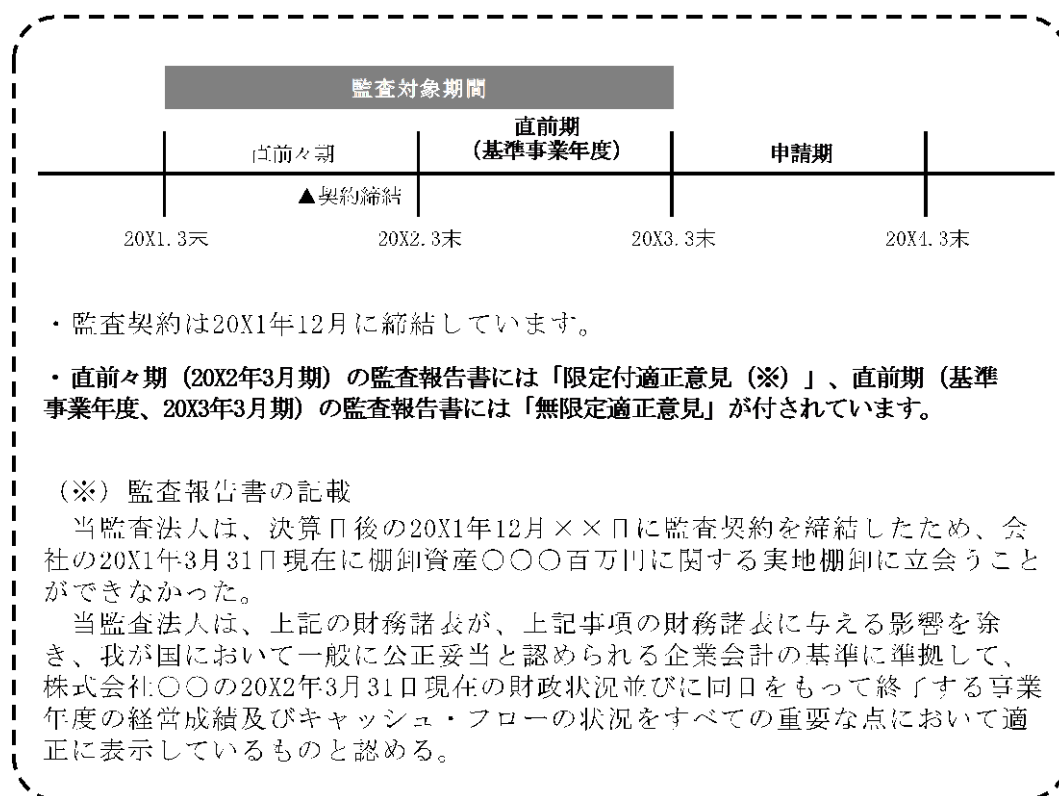 監査対象期間
直前々期
直前期
(基準事業年度)
申請期
▲契約締結
20X1.3末
20X2.3末
20X3.3末
20X4.3末
・監査契約は20X1年12月に締結しています。
・直前々期（20X2年3月期）の監査報告書には「限定付適正意見（※）」、直前期（基準
事業年度、20X3年3月期）の監査報告書には「無限定適正意見」が付されています。
（※）監査報告書の記載
当監査法人は、決算日後の20X1年12月××日に監査契約を締結したため、会
社の20X1年3月31日現在に棚卸資産〇〇〇百万円に関する実地棚卸に立会うこと
ができなかった。
当監査法人は、上記の財務諸表が、上記事項の財務諸表に与える影響を除
き、我が国において一般に公正妥当と認められる企業会計の基準に準拠して、
株式会社〇〇の20X2年3月31日現在の財政状況並びに同日をもって終了する事業
年度の経営成績及びキャッシュ・フローの状況をすべての重要な点において適
正に表示しているものと認める。